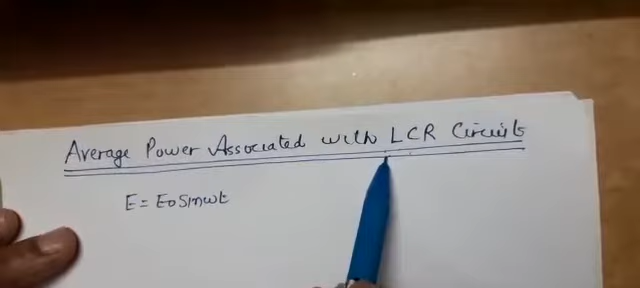 Average Power Associated with LCR Circuits
E = E0 Sinωt